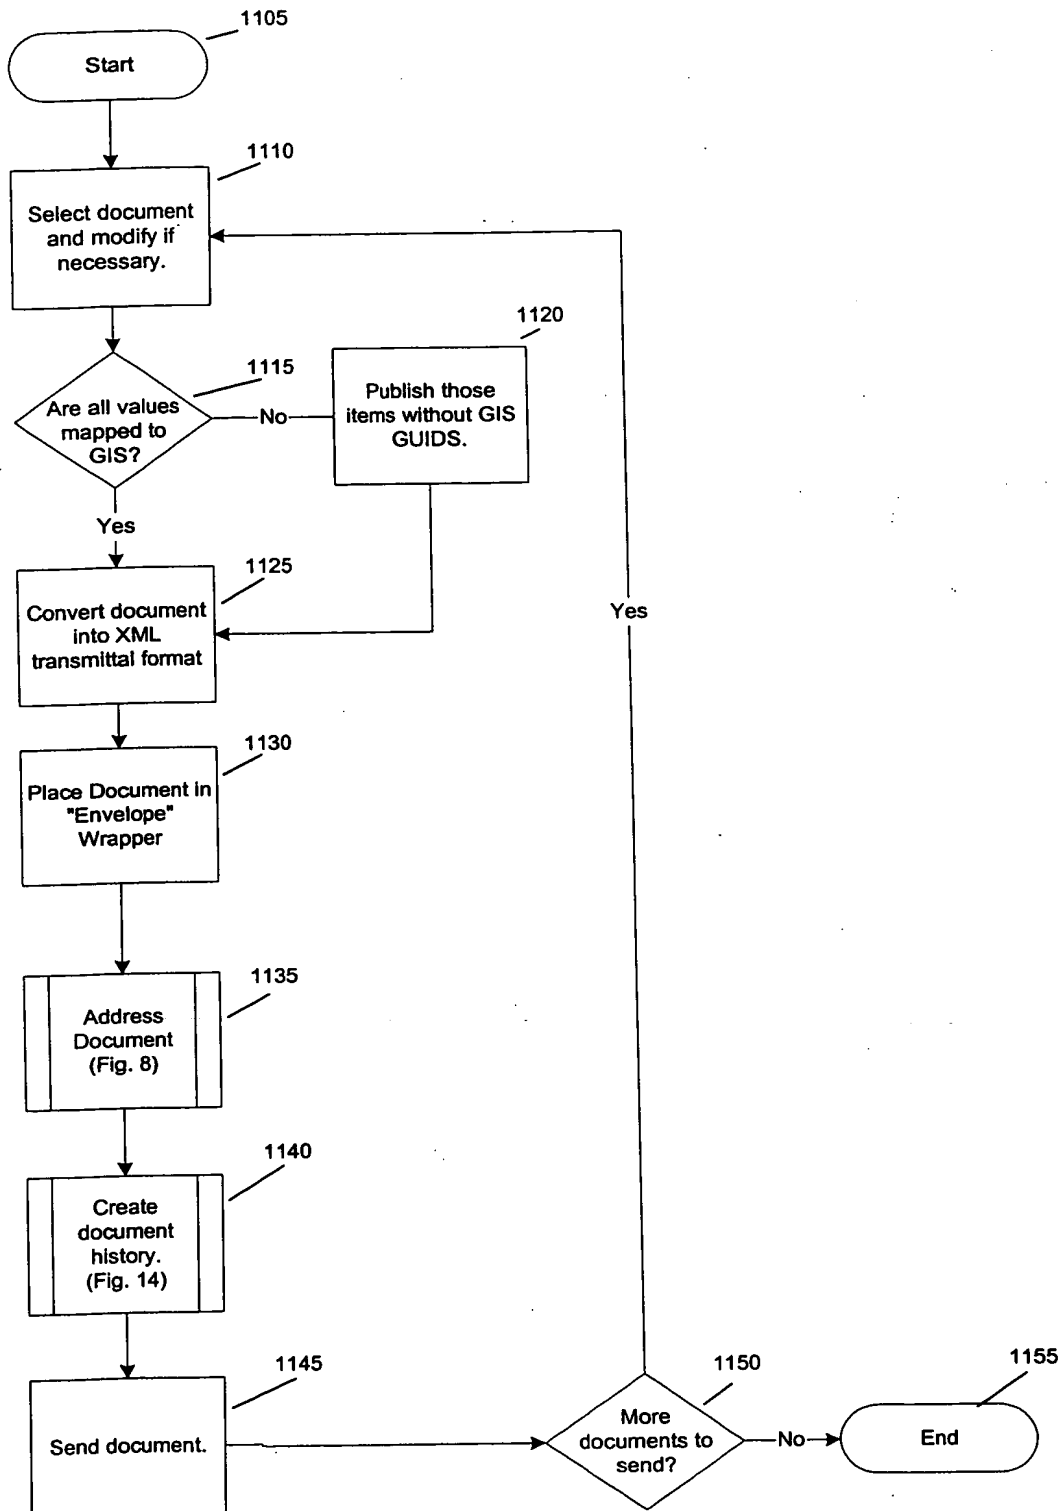 1105
Start
1110
Select document
and modify if
necessary.
1115
Are all values
mapped to
GIS?
No
1120
Publish those
items without GIS
GUIDS.
Yes
1125
Convert document
into XML
transmittal format
Yes
1130
Place Document in
"Envelope"
Wrapper
1135
Address
Document
(Fig. 8)
1140
Create
document
history.
(Fig. 14)
1145
Send document.
1150
More
documents to
send?
No
1155
End